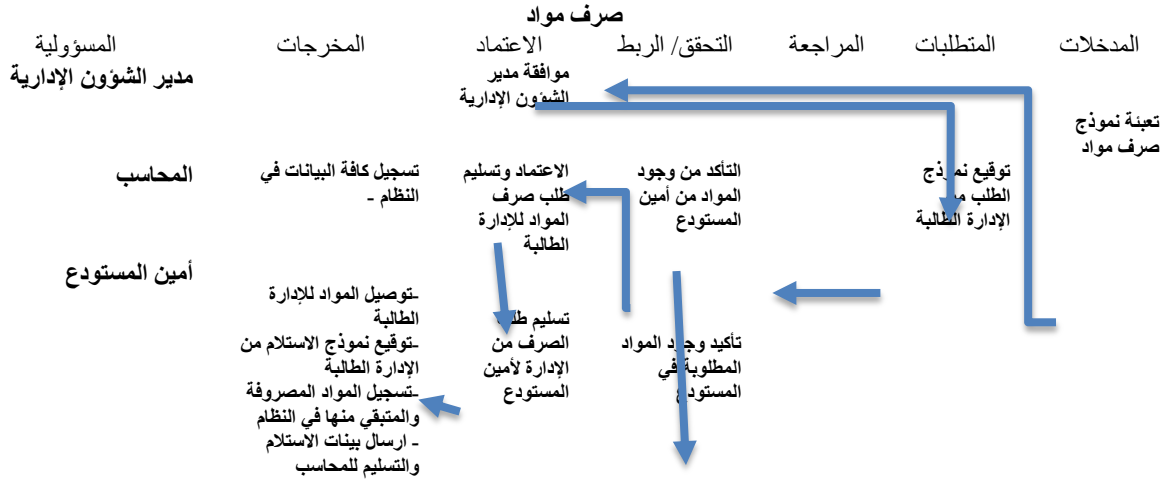 صرف مواد
المدخلات المتطلبات المراجعة التحقق/ الربط الاعتماد المخرجات المسؤولية
تعبئة نموذج
صرف مواد
موافقة مدير
الشؤون الإدارية
مدير الشؤون الإدارية
توقيع نموذج
الطلب من
الإدارة الطالبة
التأكد من وجود
المواد من أمين
المستودع
الاعتماد وتسليم
طلب صرف
المواد للإدارة
الطالبة
تسجيل كافة البيانات في
النظام -
المحاسب
تأكيد وجود المواد
المطلوبة في
المستودع
تسليم طلب
الصرف من
الإدارة لأمين
المستودع
-توصيل المواد للإدارة
الطالبة
-توقيع نموذج الاستلام من
الإدارة الطالبة
-تسجيل المواد المصروفة
والمتبقي منها في النظام
- ارسال بينات الاستلام
والتسليم للمحاسب
أمين المستودع